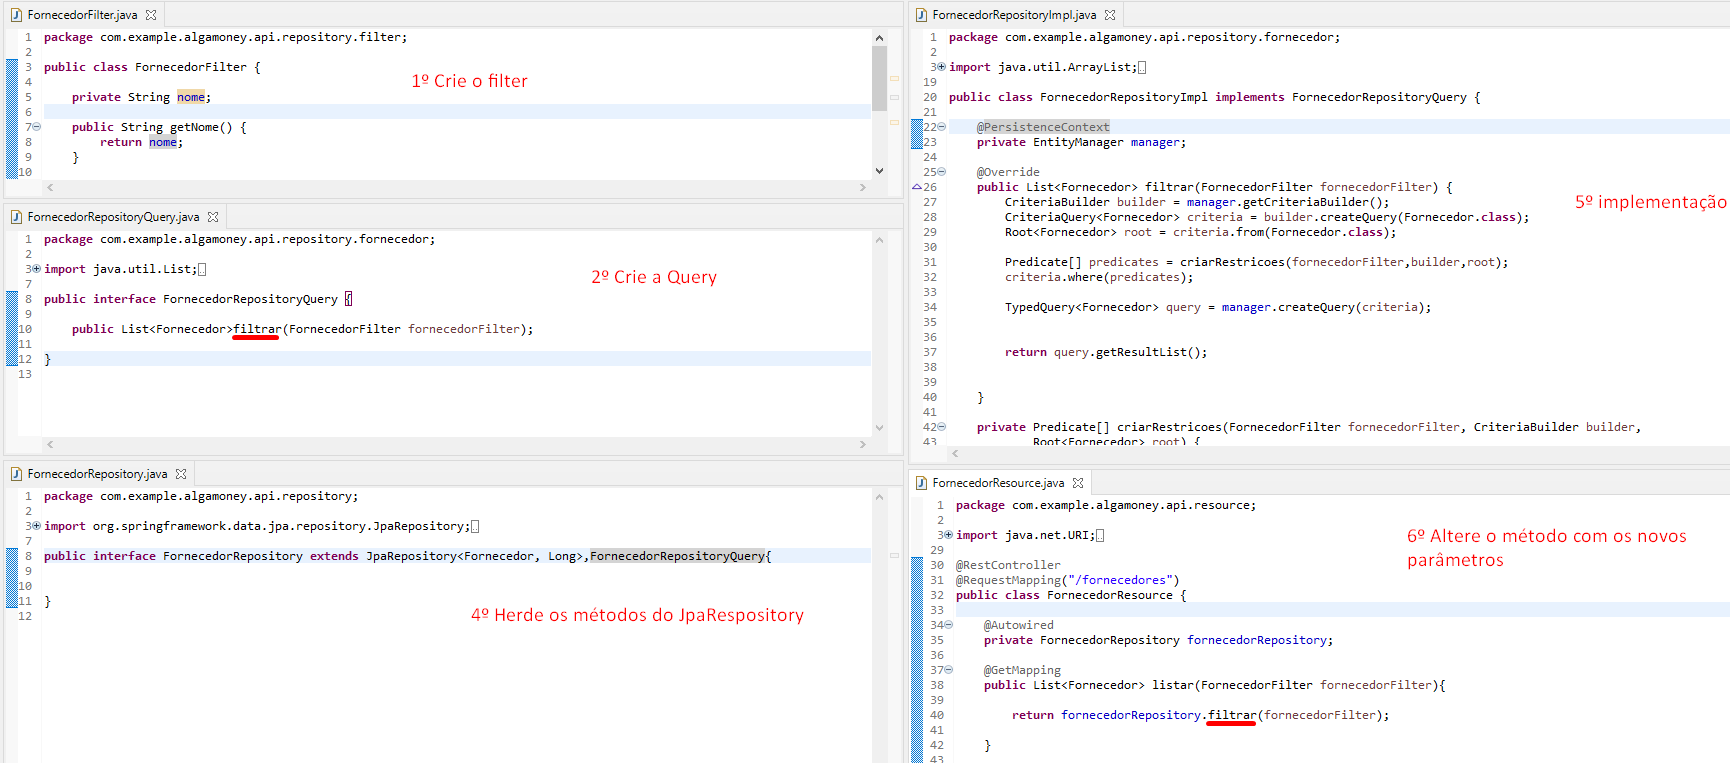 FornecedorFilter.java
1 package com.example.algamoney.api.repository.filter;
2
3 public class FornecedorFilter {
4
5 private String nome;
6
7 public String getNome() {
8 return nome;
9 }
10
1º Crie o filter
FornecedorRepositoryQuery.java
1 package com.example.algamoney.api.repository.fornecedor;
2
3 import java.util.List;
7
8 public interface FornecedorRepositoryQuery {
9
10 public List<Fornecedor>filtrar(FornecedorFilter fornecedorFilter);
11
12 }
13
2º Crie a Query
FornecedorRepository.java
1 package com.example.algamoney.api.repository;
2
3 import org.springframework.data.jpa.repository.JpaRepository;
7
8 public interface FornecedorRepository extends JpaRepository<Fornecedor, Long>,FornecedorRepositoryQuery{
9
10
11 }
12
4º Herde os métodos do JpaRespository
FornecedorRepositoryImpl.java
1 package com.example.algamoney.api.repository.fornecedor;
2
3 import java.util.ArrayList;
19
20 public class FornecedorRepositoryImpl implements FornecedorRepositoryQuery {
21
22 @PersistenceContext
23 private EntityManager manager;
24
25 @Override
26 public List<Fornecedor> filtrar(FornecedorFilter fornecedorFilter) {
27 CriteriaBuilder builder = manager.getCriteriaBuilder();
28 CriteriaQuery<Fornecedor> criteria = builder.createQuery(Fornecedor.class);
29 Root<Fornecedor> root = criteria.from(Fornecedor.class);
30
31 Predicate[] predicates = criarRestricoes(fornecedorFilter,builder,root);
32 criteria.where(predicates);
33
34 TypedQuery<Fornecedor> query = manager.createQuery(criteria);
35
36
37 return query.getResultList();
38
39
40 }
41
42 private Predicate[] criarRestricoes(FornecedorFilter fornecedorFilter, CriteriaBuilder builder,
43 Root<Fornecedor> root) {
5º implementação
FornecedorResource.java
1 package com.example.algamoney.api.resource;
2
3 import java.net.URI;
29
30 @RestController
31 @RequestMapping("/fornecedores")
32 public class FornecedorResource {
33
34 @Autowired
35 private FornecedorRepository fornecedorRepository;
36
37 @GetMapping
38 public List<Fornecedor> listar(FornecedorFilter fornecedorFilter){
39
40 return fornecedorRepository.filtrar(fornecedorFilter);
41
42 }
43
6º Altere o método com os novos
parâmetros